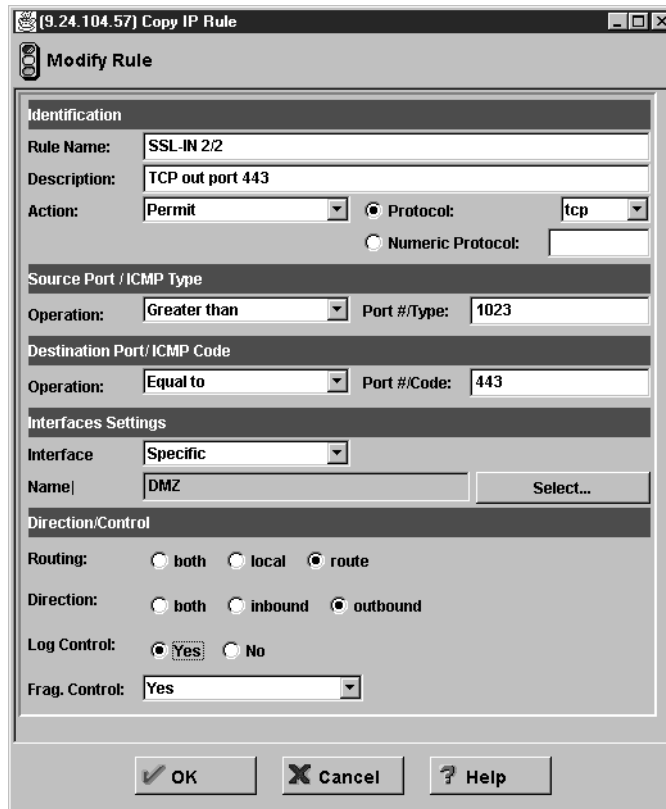 (9.24.104.57) Copy IP Rule
Modify Rule
Identification
Rule Name: SSL-IN 2/2
Description: TCP out port 443
Action: Permit Protocol: tcp
Numeric Protocol:
Source Port / ICMP Type
Operation: Greater than Port #/Type: 1023
Destination Port/ ICMP Code
Operation: Equal to Port #/Code: 443
Interfaces Settings
Interface Specific
Name| DMZ Select...
Direction/Control
Routing: both local route
Direction: both inbound outbound
Log Control: Yes No
Frag. Control: Yes
OK Cancel Help